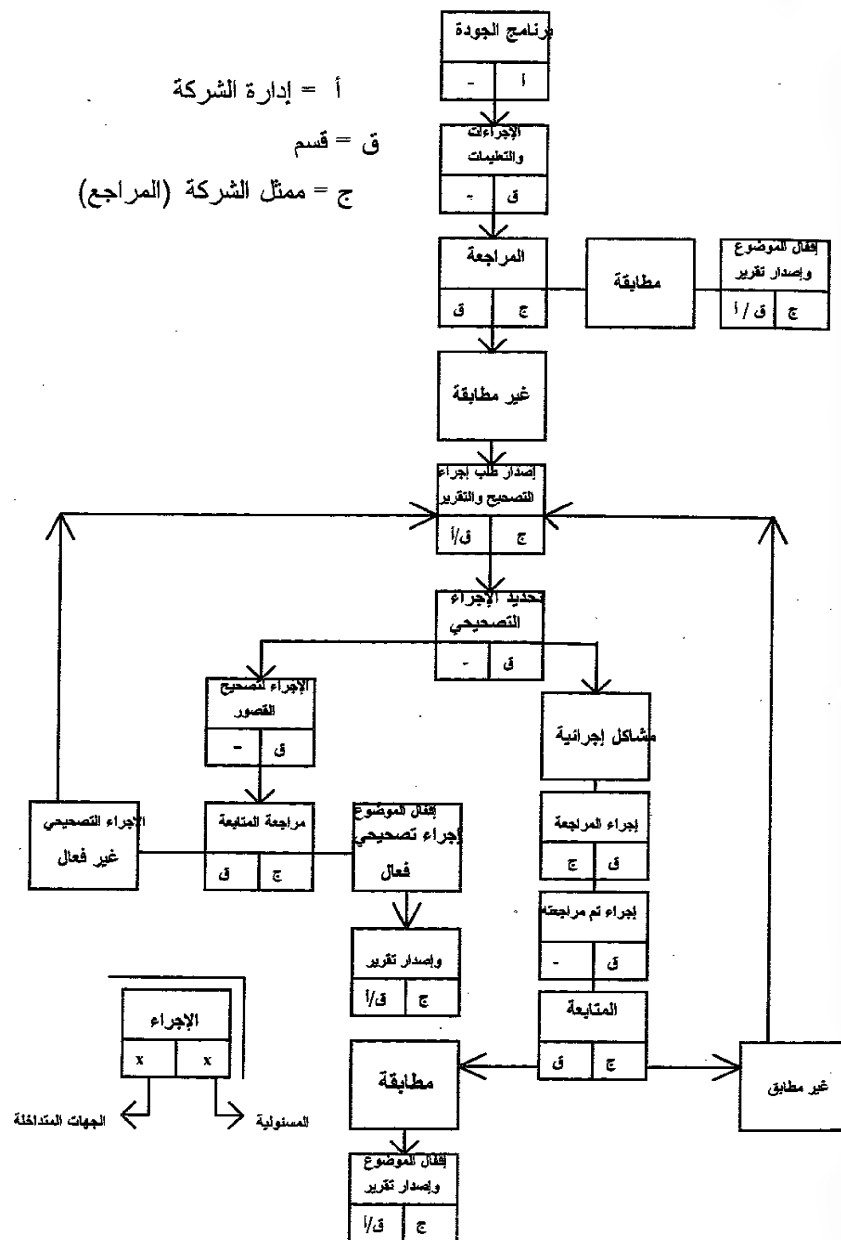 برنامج الجودة
أ -
أ = إدارة الشركة
ق = قسم
ج = ممثل الشركة (المراجع)
الإجراءات
والتعليمات
ق -
المراجعة
ج ق
مطابقة
إقفال الموضوع
وإصدار تقرير
ج ق / أ
غير مطابقة
إصدار طلب إجراء
التصحيح والتقرير
ج ق/أ
تحديد الإجراء
التصحيحي
ق -
مشاكل إجرائية
إجراء المراجعة
ق ج
إجراء تم مراجعته
ق -
المتابعة
ج ق
غير مطابق
الإجراء لتصحيح
القصور
ق -
مراجعة المتابعة
ج ق
إقفال الموضوع
إجراء تصحيحي
فعال
الإجراء التصحيحي
غير فعال
وإصدار تقرير
ج ق/أ
مطابقة
إقفال الموضوع
وإصدار تقرير
ج ق/أ
الإجراء
x x
المسئولية
الجهات المتداخلة